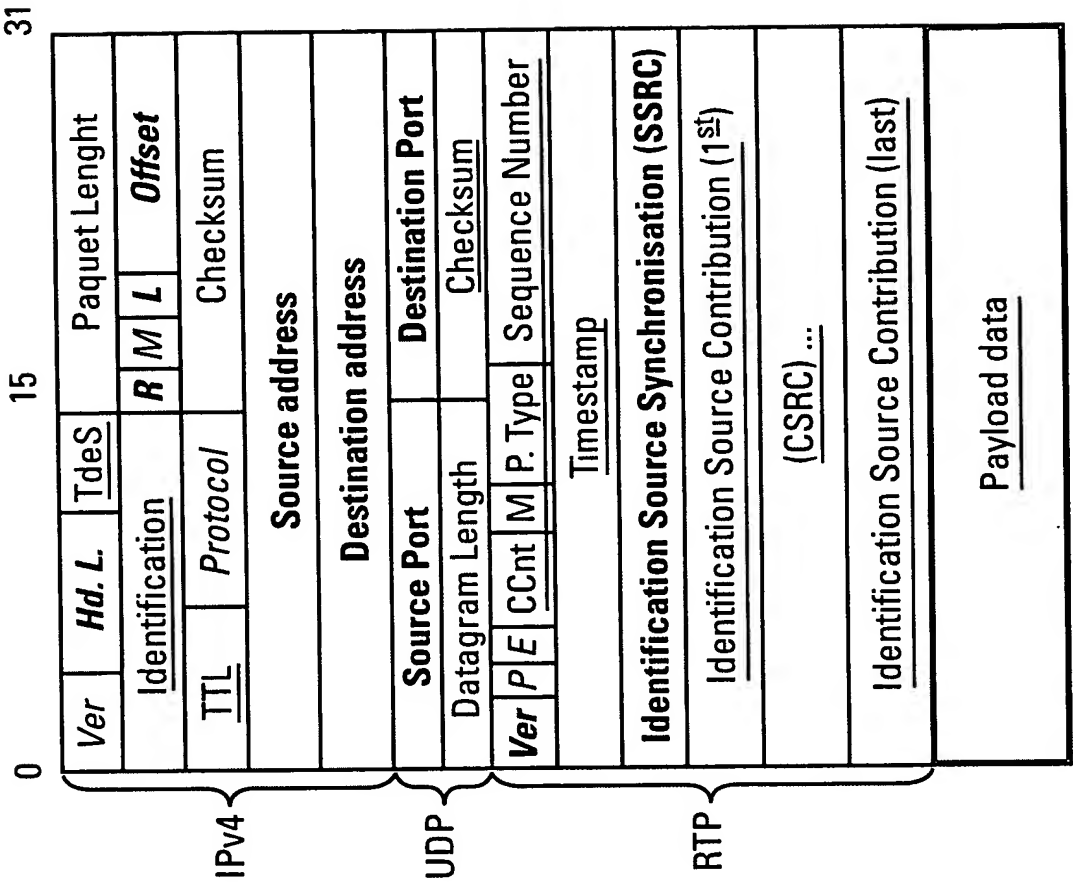 0 15 31
IPv4
Ver Hd. L. TdeS Paquet Lenght
Identification R M L Offset
TTL Protocol Checksum
Source address
Destination address
UDP
Source Port Destination Port
Datagram Length Checksum
RTP
Ver P E CCnt M P. Type Sequence Number
Timestamp
Identification Source Synchronisation (SSRC)
Identification Source Contribution (1st)
(CSRC) ...
Identification Source Contribution (last)
Payload data